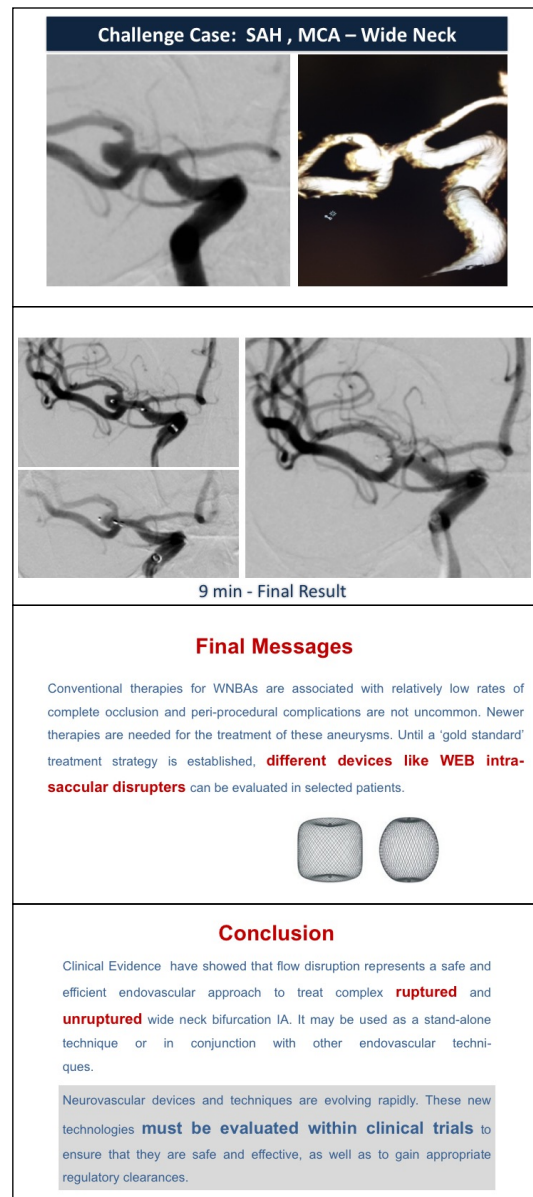 Challenge Case: SAH , MCA – Wide Neck
9 min - Final Result
Final Messages
Conventional therapies for WNBAs are associated with relatively low rates of
complete occlusion and peri-procedural complications are not uncommon. Newer
therapies are needed for the treatment of these aneurysms. Until a ‘gold standard’
treatment strategy is established, different devices like WEB intra-
saccular disrupters can be evaluated in selected patients.
Conclusion
Clinical Evidence have showed that flow disruption represents a safe and
efficient endovascular approach to treat complex ruptured and
unruptured wide neck bifurcation IA. It may be used as a stand-alone
technique or in conjunction with other endovascular techni-
ques.
Neurovascular devices and techniques are evolving rapidly. These new
technologies must be evaluated within clinical trials to
ensure that they are safe and effective, as well as to gain appropriate
regulatory clearances.